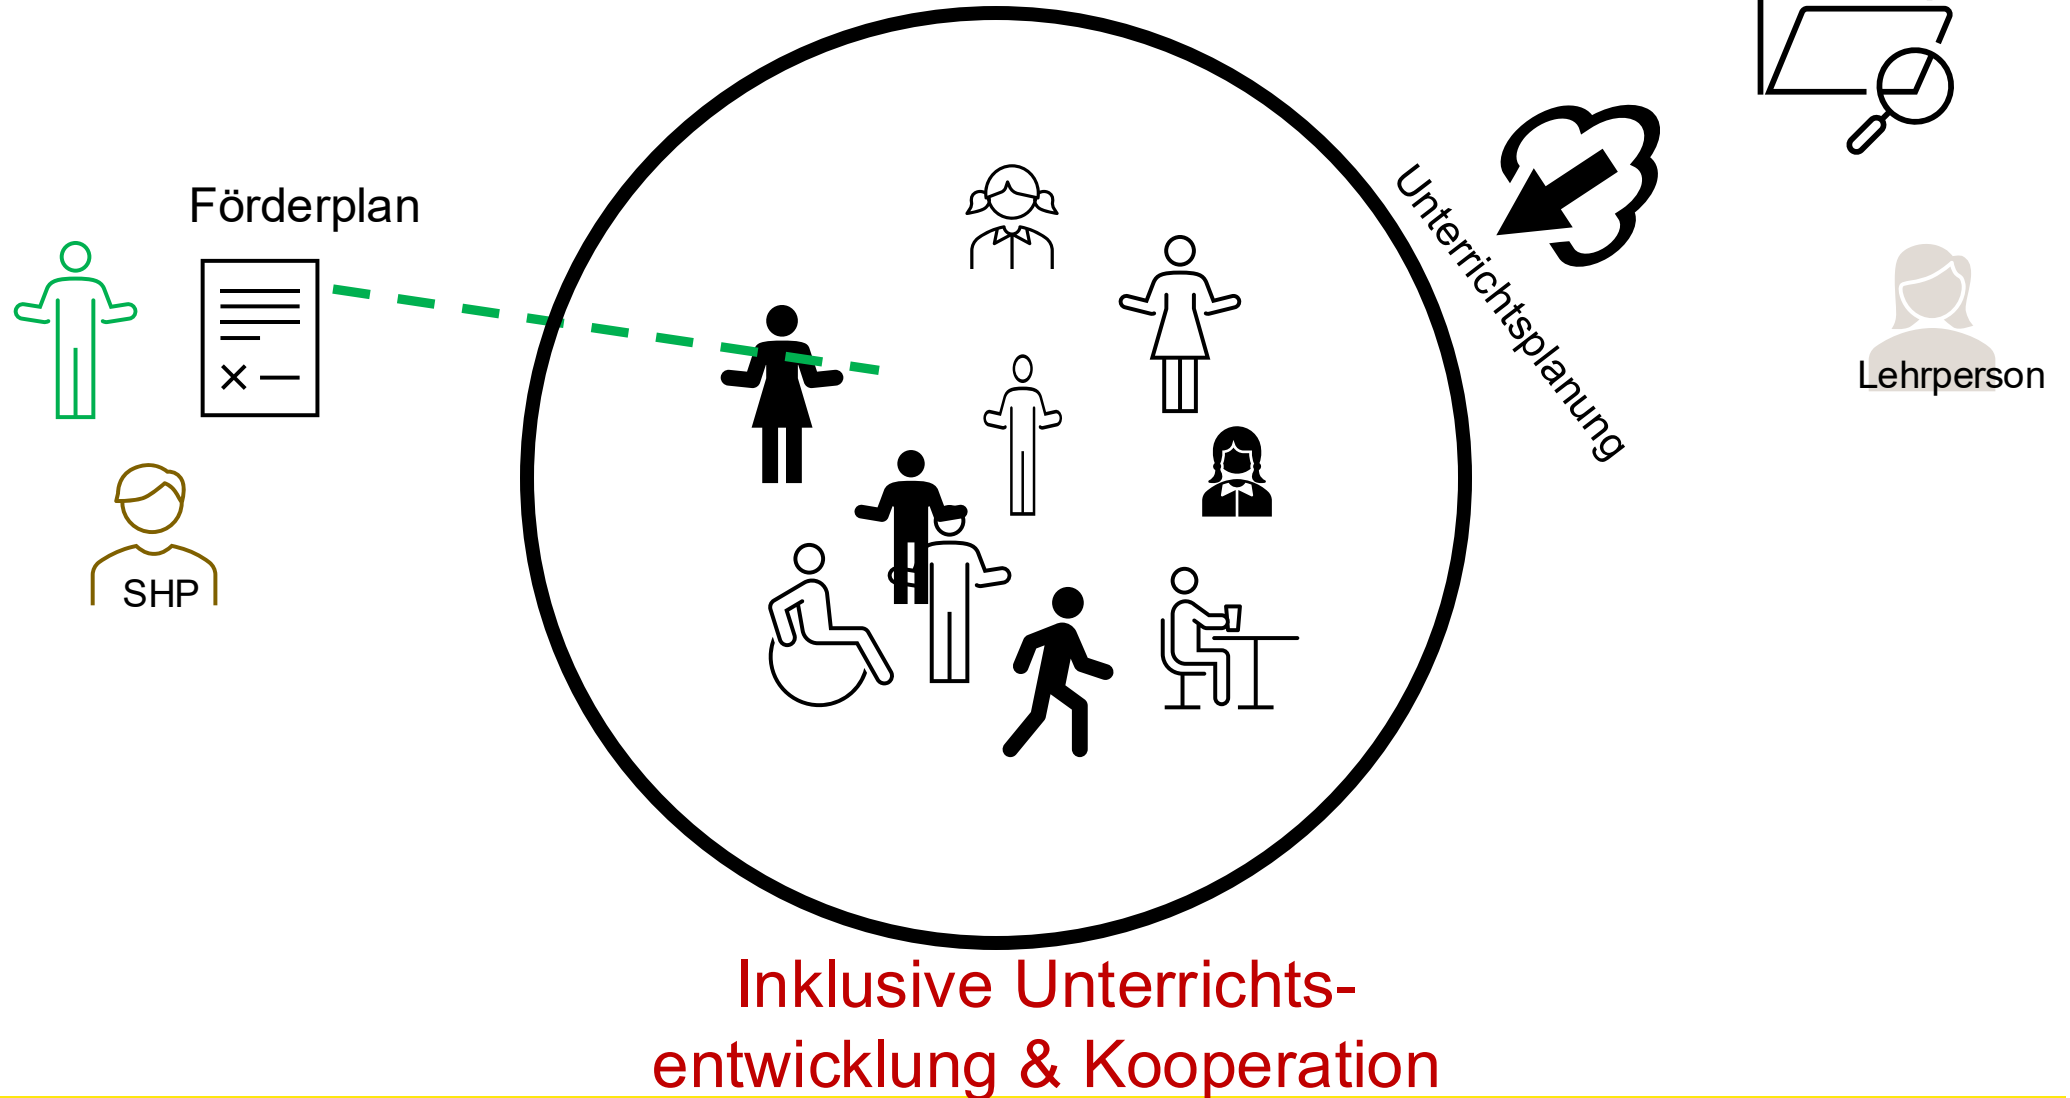 Förderplan
Unterrichtsplanung
Lehrperson
SHP
Inklusive Unterrichts-
entwicklung & Kooperation